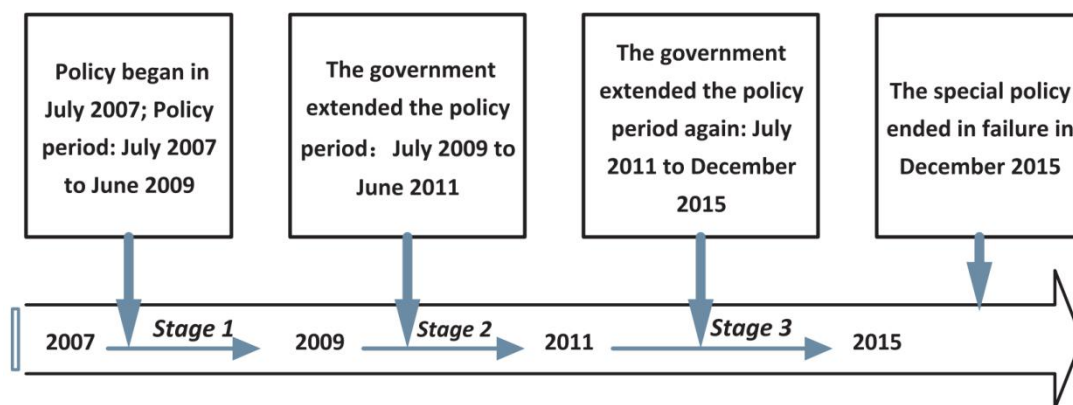 Policy began in
July 2007; Policy
period: July 2007
to June 2009
The government
extended the policy
period： July 2009 to
June 2011
The government
extended the policy
period again: July
2011 to December
2015
The special policy
ended in failure in
December 2015
2007
Stage 1
2009
Stage 2
2011
Stage 3
2015